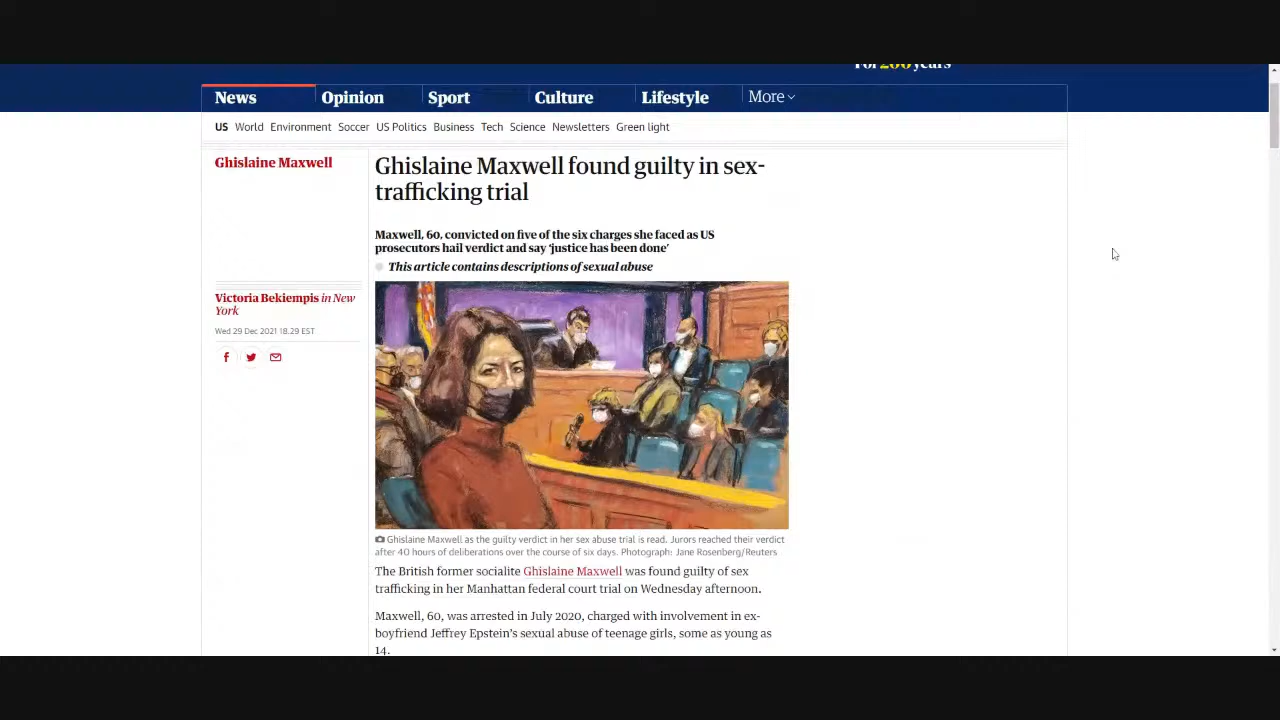 For 200 years
News Opinion Sport Culture Lifestyle More
US World Environment Soccer US Politics Business Tech Science Newsletters Green light
Ghislaine Maxwell
Ghislaine Maxwell found guilty in sex-
trafficking trial
Maxwell, 60, convicted on five of the six charges she faced as US
prosecutors hail verdict and say ‘justice has been done’
This article contains descriptions of sexual abuse
Victoria Bekiempis in New
York
Wed 29 Dec 2021 18.29 EST
Ghislaine Maxwell as the guilty verdict in her sex abuse trial is read. Jurors reached their verdict
after 40 hours of deliberations over the course of six days. Photograph: Jane Rosenberg/Reuters
The British former socialite Ghislaine Maxwell was found guilty of sex
trafficking in her Manhattan federal court trial on Wednesday afternoon.
Maxwell, 60, was arrested in July 2020, charged with involvement in ex-
boyfriend Jeffrey Epstein’s sexual abuse of teenage girls, some as young as
14.